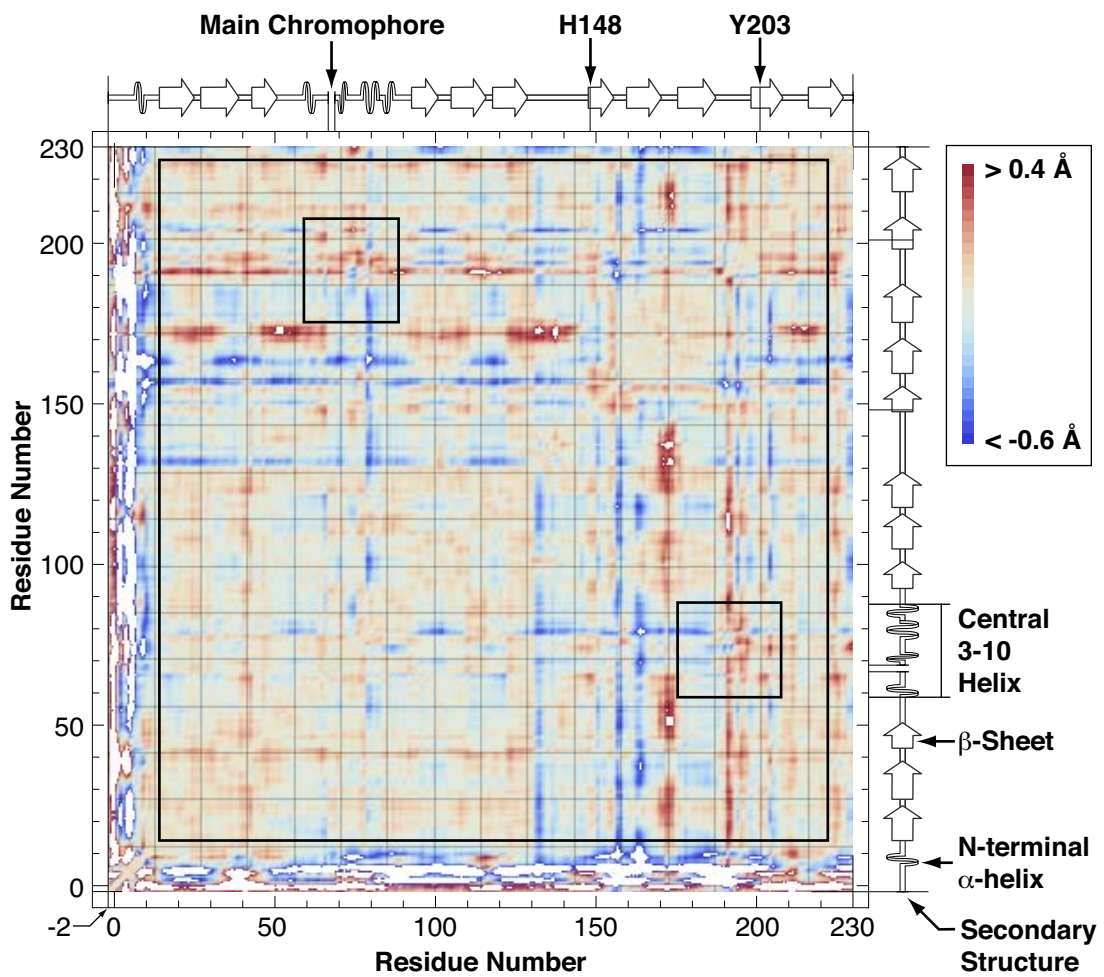 Main Chromophore
H148
Y203
230
200
150
100
50
0
Residue Number
-2
0
50
100
150
200
230
Residue Number
> 0.4 Å
< -0.6 Å
Central
3-10
Helix
β-Sheet
N-terminal
α-helix
Secondary
Structure